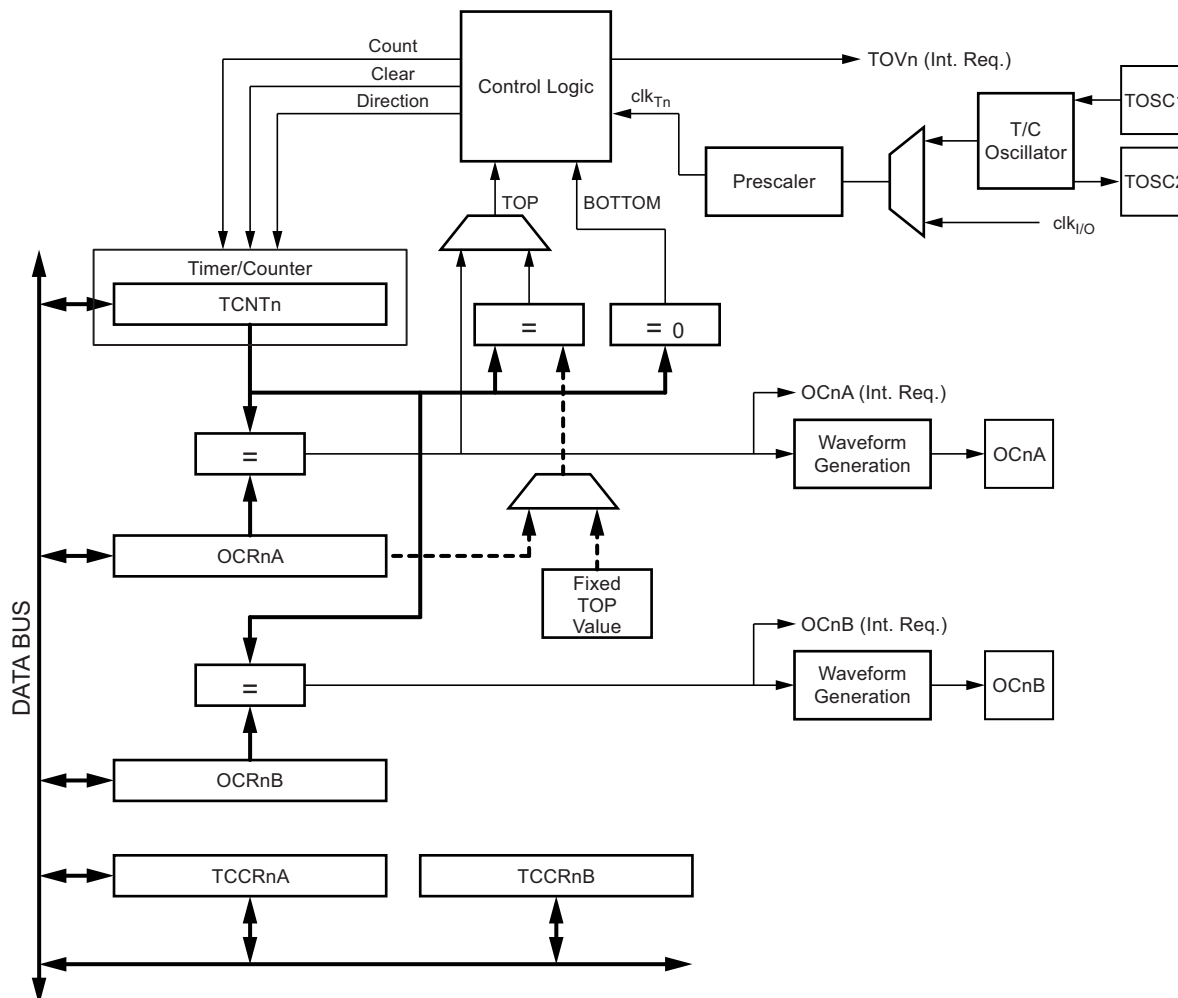 Count
Clear
Direction
Control Logic
TOVn (Int. Req.)
clkTn
TOSC1
T/C
Oscillator
TOSC2
Prescaler
clkI/O
TOP
BOTTOM
Timer/Counter
TCNTn
=
= 0
OCnA (Int. Req.)
=
Waveform
Generation
OCnA
OCRnA
Fixed
TOP
Value
OCnB (Int. Req.)
=
Waveform
Generation
OCnB
DATA BUS
OCRnB
TCCRnA
TCCRnB